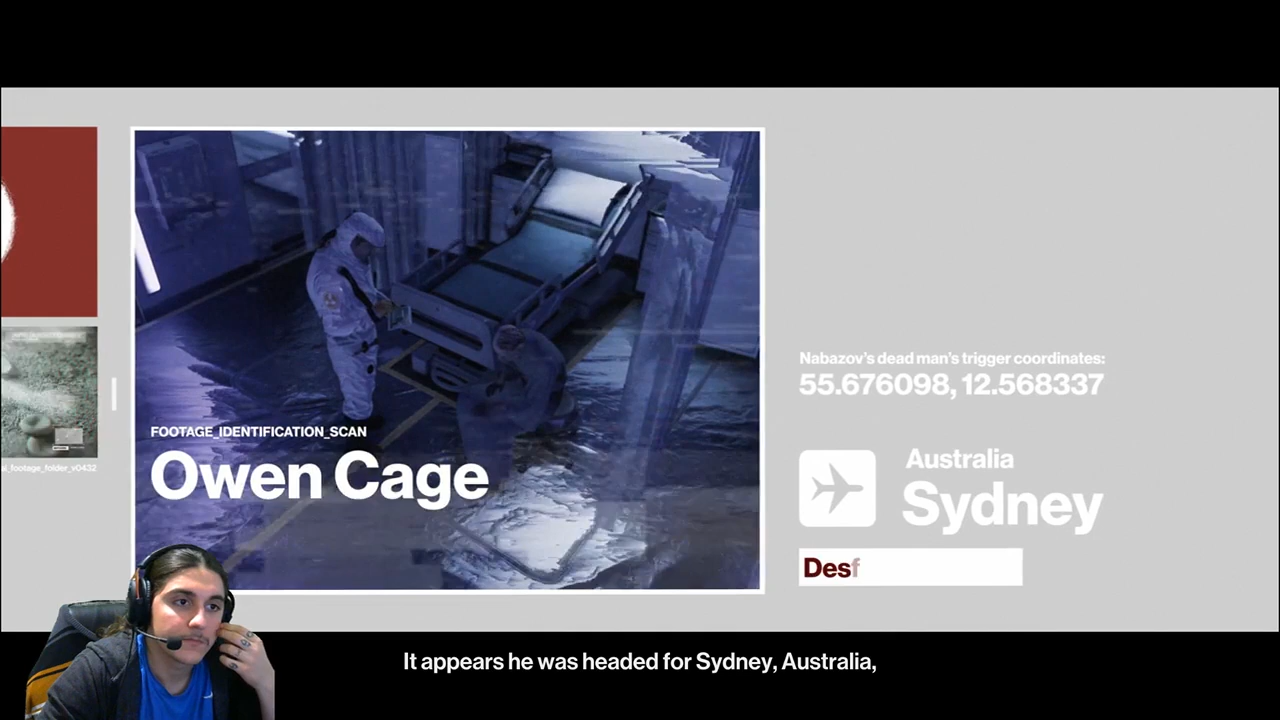 FOOTAGE_IDENTIFICATION_SCAN
Owen Cage
Nabazov's dead man's trigger coordinates:
55.676098, 12.568337
Australia
Sydney
Desf
ai_footage_folder_v0432
It appears he was headed for Sydney, Australia,